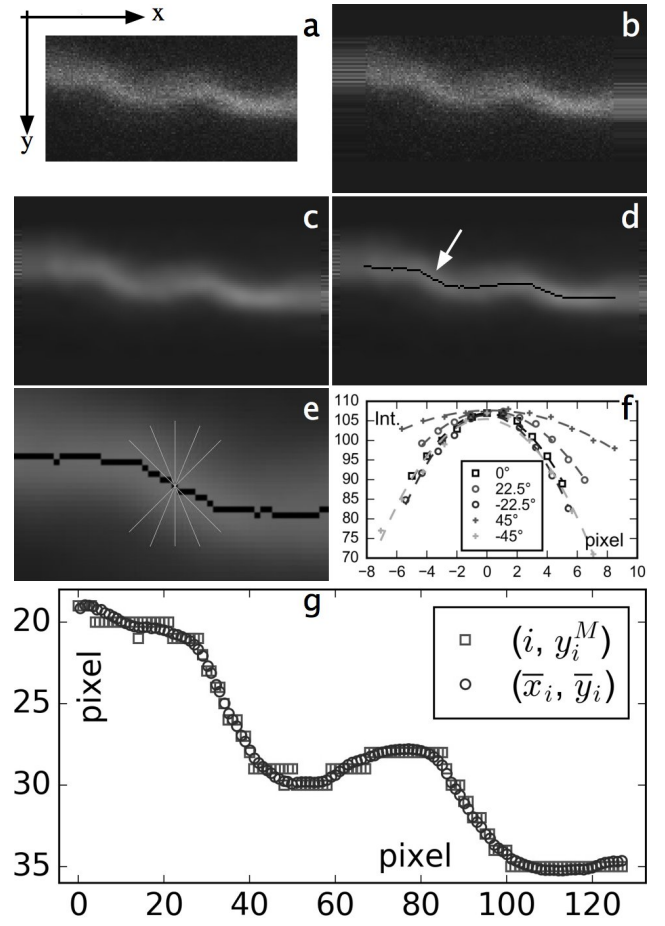 x
y
a
b
c
d
e
f
Int.
110
105
100
95
90
85
80
75
70
0°
22.5°
-22.5°
45°
-45°
pixel
−8 −6 −4 −2 0 2 4 6 8 10
g
20
25
30
35
pixel
(i, y_i^M)
(x̅_i, y̅_i)
pixel
0 20 40 60 80 100 120